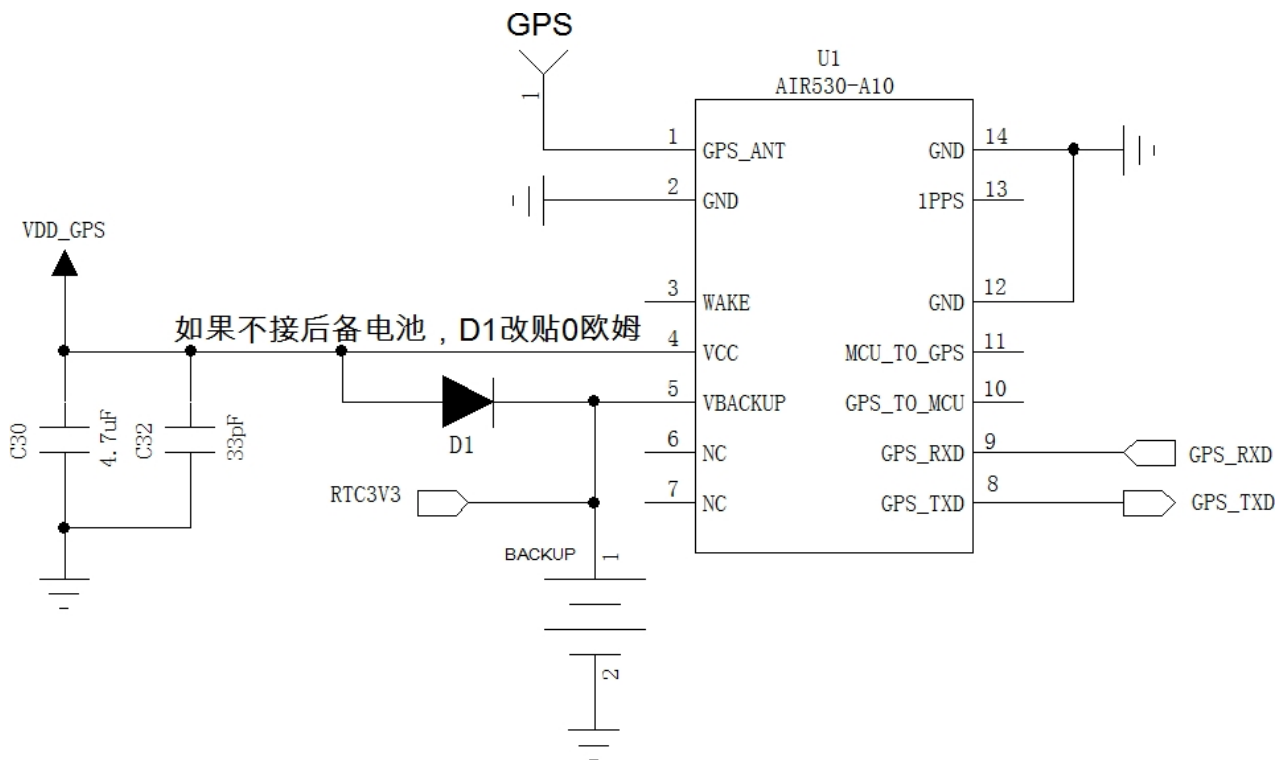 GPS
1
U1
AIR530-A10
1
GPS_ANT
GND
14
2
GND
1PPS
13
VDD_GPS
3
WAKE
GND
12
如果不接后备电池，D1改贴0欧姆
4
VCC
MCU_TO_GPS
11
5
VBACKUP
GPS_TO_MCU
10
C30
4.7uF
C32
33pF
D1
6
NC
GPS_RXD
9
GPS_RXD
RTC3V3
7
NC
GPS_TXD
8
GPS_TXD
BACKUP
1
2